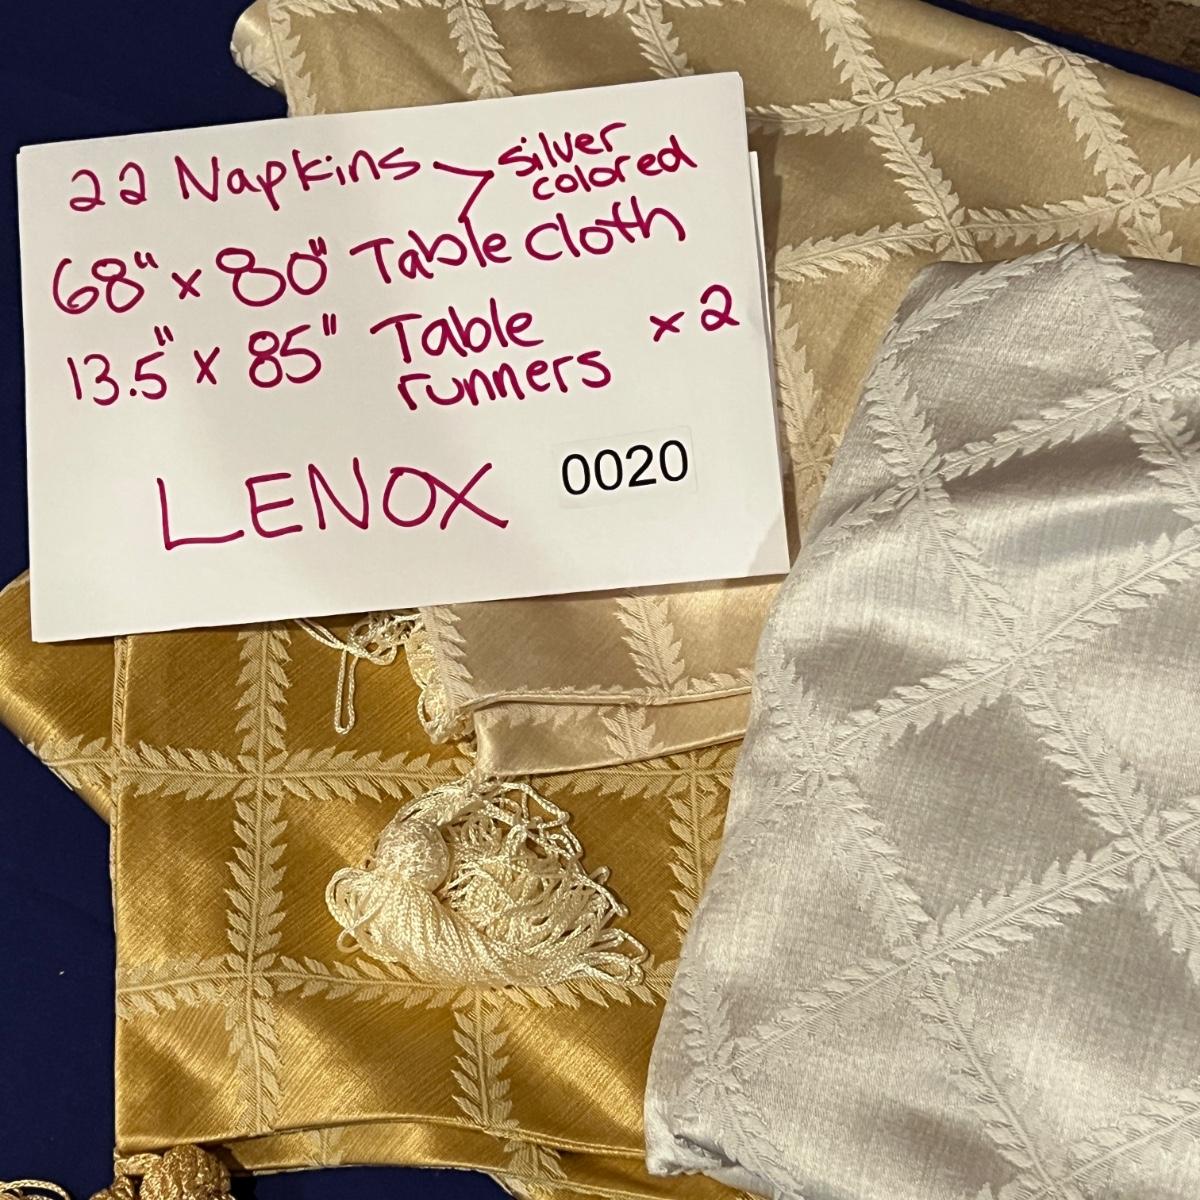 22 Napkins silver colored
68" x 80" Table Cloth
13.5" x 85" Table runners x 2
LENOX 0020